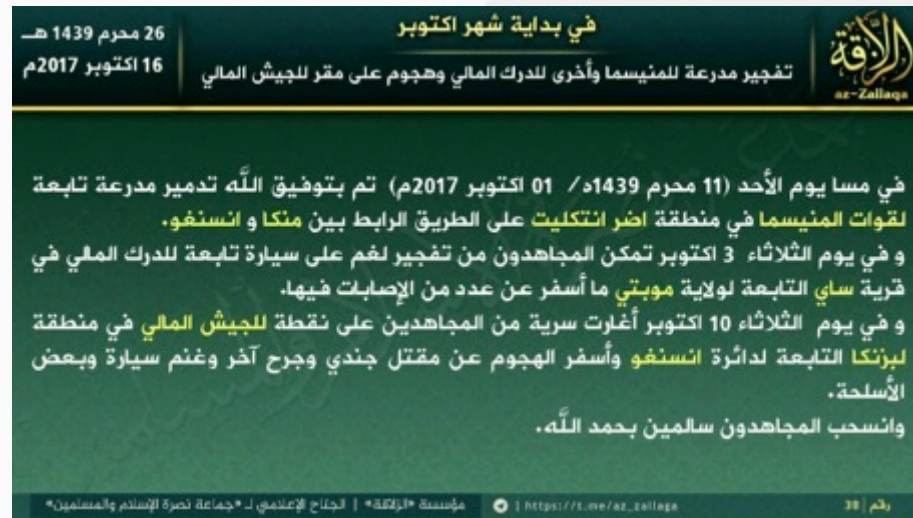 في بداية شهر اكتوبر
26 محرم 1439 هــ
16 اكتوبر 2017م
تفجير مدرعة للمنيسما وأخرى للدرك المالي وهجوم على مقر للجيش المالي
الزلاقة
az-Zallaqa
في مسا يوم الأحد (11 محرم 1439ه/ 01 اكتوبر 2017م) تم بتوفيق اللَّه تدمير مدرعة تابعة
لقوات المنيسما في منطقة اضر انتكليت على الطريق الرابط بين منكا و انسنغو.
و في يوم الثلاثاء 3 اكتوبر تمكن المجاهدون من تفجير لغم على سيارة تابعة للدرك المالي في
قرية ساي التابعة لولاية موبتي ما أسفر عن عدد من الإصابات فيها.
و في يوم الثلاثاء 10 اكتوبر أغارت سرية من المجاهدين على نقطة للجيش المالي في منطقة
لبزنكا التابعة لدائرة انسنغو وأسفر الهجوم عن مقتل جندي وجرح آخر وغنم سيارة وبعض
الأسلحة.
وانسحب المجاهدون سالمين بحمد اللَّه.
رقم | 38
https://t.me/az_zallaga |
مؤسسة «الزلاقة» | الجناح الإعلامي لـ «جماعة نصرة الإسلام والمسلمين»